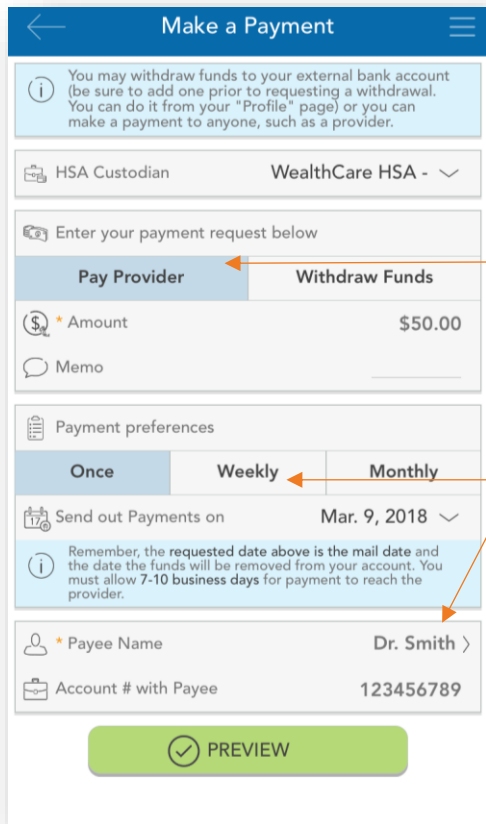 Make a Payment
You may withdraw funds to your external bank account
(be sure to add one prior to requesting a withdrawal.
You can do it from your "Profile" page) or you can
make a payment to anyone, such as a provider.
HSA Custodian WealthCare HSA -
Enter your payment request below
Pay Provider Withdraw Funds
* Amount $50.00
Memo
Payment preferences
Once Weekly Monthly
17 Send out Payments on Mar. 9, 2018
Remember, the requested date above is the mail date and
the date the funds will be removed from your account. You
must allow 7-10 business days for payment to reach the
provider.
* Payee Name Dr. Smith
Account # with Payee 123456789
PREVIEW